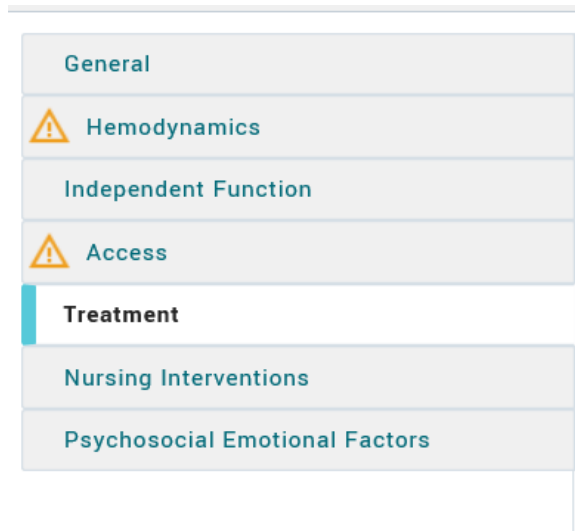 General
Hemodynamics
Independent Function
Access
Treatment
Nursing Interventions
Psychosocial Emotional Factors